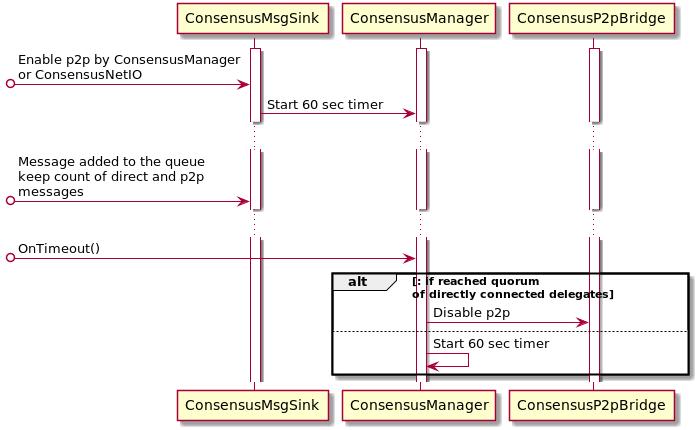 ConsensusMsgSink
ConsensusManager
ConsensusP2pBridge
Enable p2p by ConsensusManager
or ConsensusNetIO
Start 60 sec timer
Message added to the queue
keep count of direct and p2p
messages
OnTimeout()
alt
[: if reached quorum
of directly connected delegates]
Disable p2p
Start 60 sec timer
ConsensusMsgSink
ConsensusManager
ConsensusP2pBridge